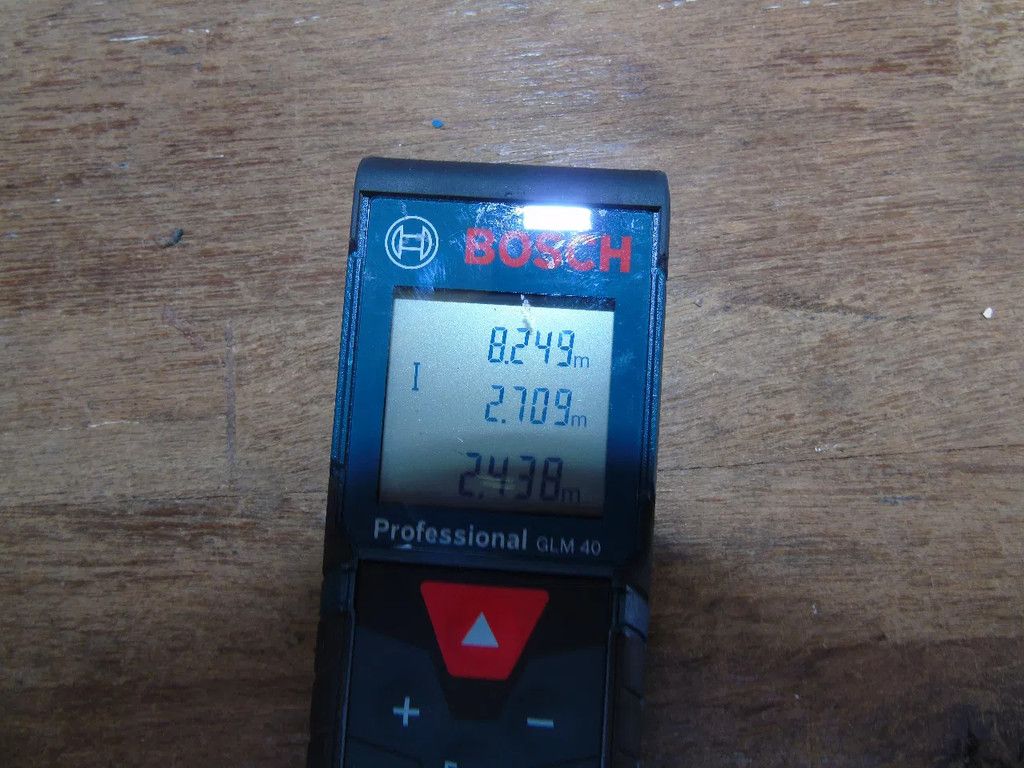 BOSCH
8.249m
I
2.709m
2.438m
Professional GLM 40
+ −